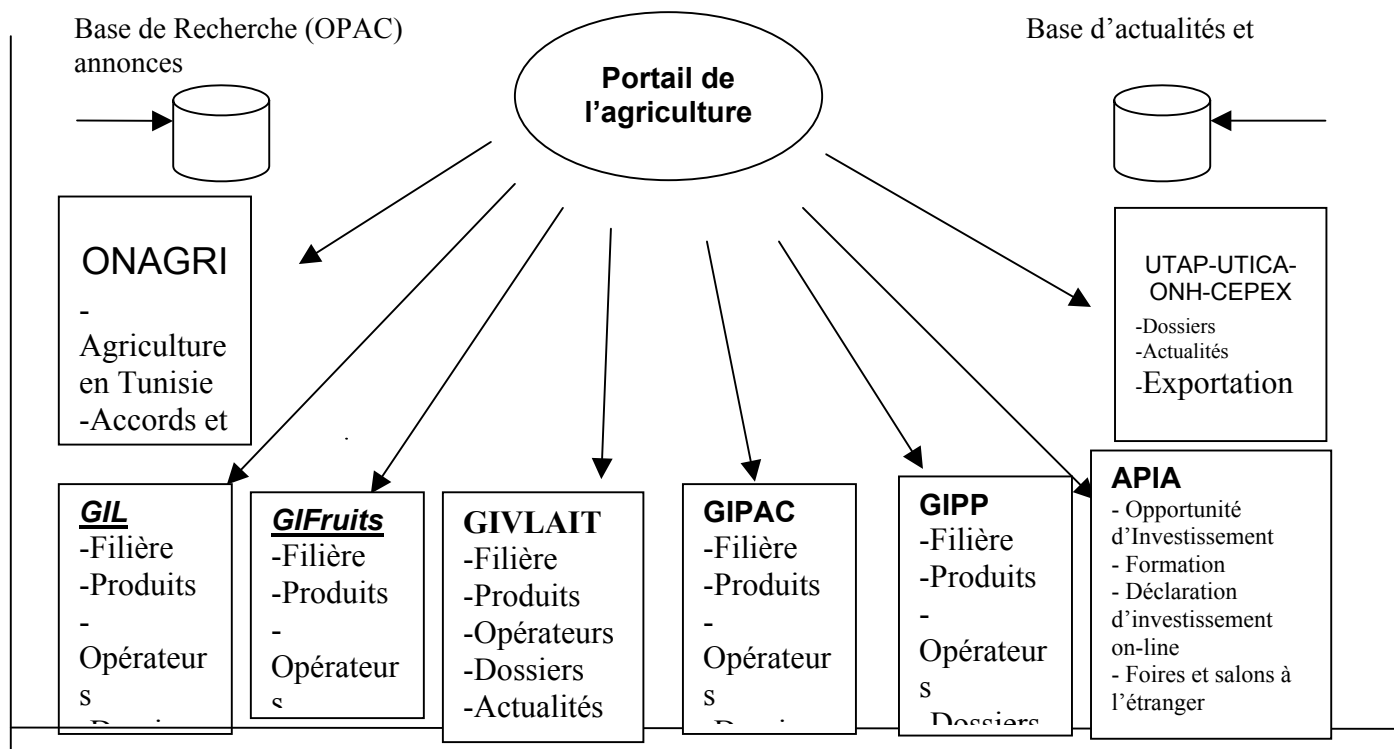 Base de Recherche (OPAC)
annonces
Base d’actualités et
Portail de
l’agriculture
ONAGRI
-
Agriculture
en Tunisie
-Accords et
UTAP-UTICA-
ONH-CEPEX
-Dossiers
-Actualités
-Exportation
GIL
-Filière
-Produits
-
Opérateur
s
GIFruits
-Filière
-Produits
-
Opérateur
s
GIVLAIT
-Filière
-Produits
-Opérateurs
-Dossiers
-Actualités
GIPAC
-Filière
-Produits
-
Opérateur
s
GIPP
-Filière
-Produits
-
Opérateur
s
-Dossiers
APIA
- Opportunité
d’Investissement
- Formation
- Déclaration
d’investissement
on-line
- Foires et salons à
l’étranger